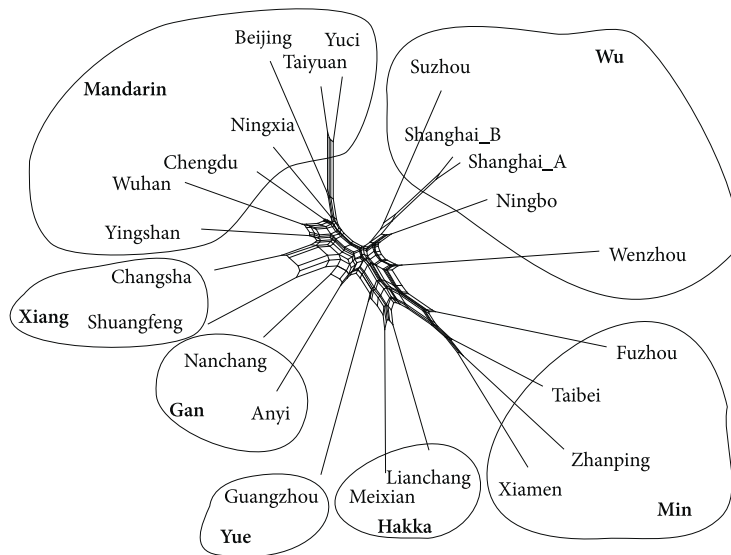 Beijing
Yuci
Taiyuan
Mandarin
Ningxia
Chengdu
Wuhan
Yingshan
Wu
Suzhou
Shanghai_B
Shanghai_A
Ningbo
Wenzhou
Changsha
Xiang
Shuangfeng
Nanchang
Gan
Anyi
Guangzhou
Yue
Lianchang
Meixian
Hakka
Fuzhou
Taibei
Zhanping
Xiamen
Min